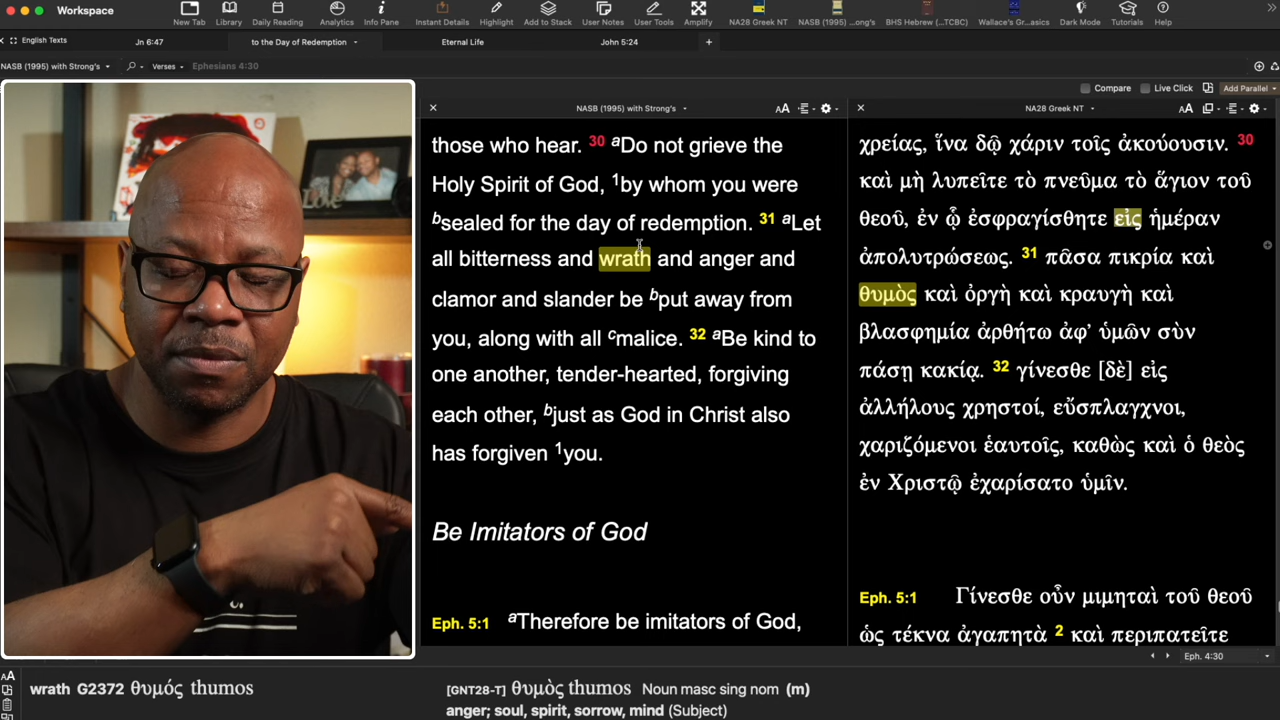 Workspace
New Tab
Library
Daily Reading
Analytics
Info Pane
Instant Details
Highlight
Add to Stack
User Notes
User Tools
Amplify
NA28 Greek NT
NASB (1995) ...ong's
BHS Hebrew (...TCBC)
Wallace's Gr...asics
Dark Mode
Tutorials
Help
English Texts
Jn 6:47
to the Day of Redemption
Eternal Life
John 5:24
NASB (1995) with Strong's
Verses
Ephesians 4:30
Compare
Live Click
Add Parallel
NASB (1995) with Strong's
those who hear. 30 aDo not grieve the
Holy Spirit of God, 1by whom you were
bsealed for the day of redemption. 31 aLet
all bitterness and wrath and anger and
clamor and slander be bput away from
you, along with all cmalice. 32 aBe kind to
one another, tender-hearted, forgiving
each other, bjust as God in Christ also
has forgiven 1you.
Be Imitators of God
Eph. 5:1 aTherefore be imitators of God,
NA28 Greek NT
χρείας, ἵνα δῷ χάριν τοῖς ἀκούουσιν. 30
καὶ μὴ λυπεῖτε τὸ πνεῦμα τὸ ἅγιον τοῦ
θεοῦ, ἐν ᾧ ἐσφραγίσθητε εἰς ἡμέραν
ἀπολυτρώσεως. 31 πᾶσα πικρία καὶ
θυμὸς καὶ ὀργὴ καὶ κραυγὴ καὶ
βλασφημία ἀρθήτω ἀφ’ ὑμῶν σὺν
πάσῃ κακίᾳ. 32 γίνεσθε [δὲ] εἰς
ἀλλήλους χρηστοί, εὔσπλαγχνοι,
χαριζόμενοι ἑαυτοῖς, καθὼς καὶ ὁ θεὸς
ἐν Χριστῷ ἐχαρίσατο ὑμῖν.
Eph. 5:1 Γίνεσθε οὖν μιμηταὶ τοῦ θεοῦ
ὡς τέκνα ἀγαπητὰ 2 καὶ περιπατεῖτε
Eph. 4:30
LOVE
wrath G2372 θυμός thumos
[GNT28-T] θυμὸς thumos Noun masc sing nom (m)
anger; soul, spirit, sorrow, mind (Subject)